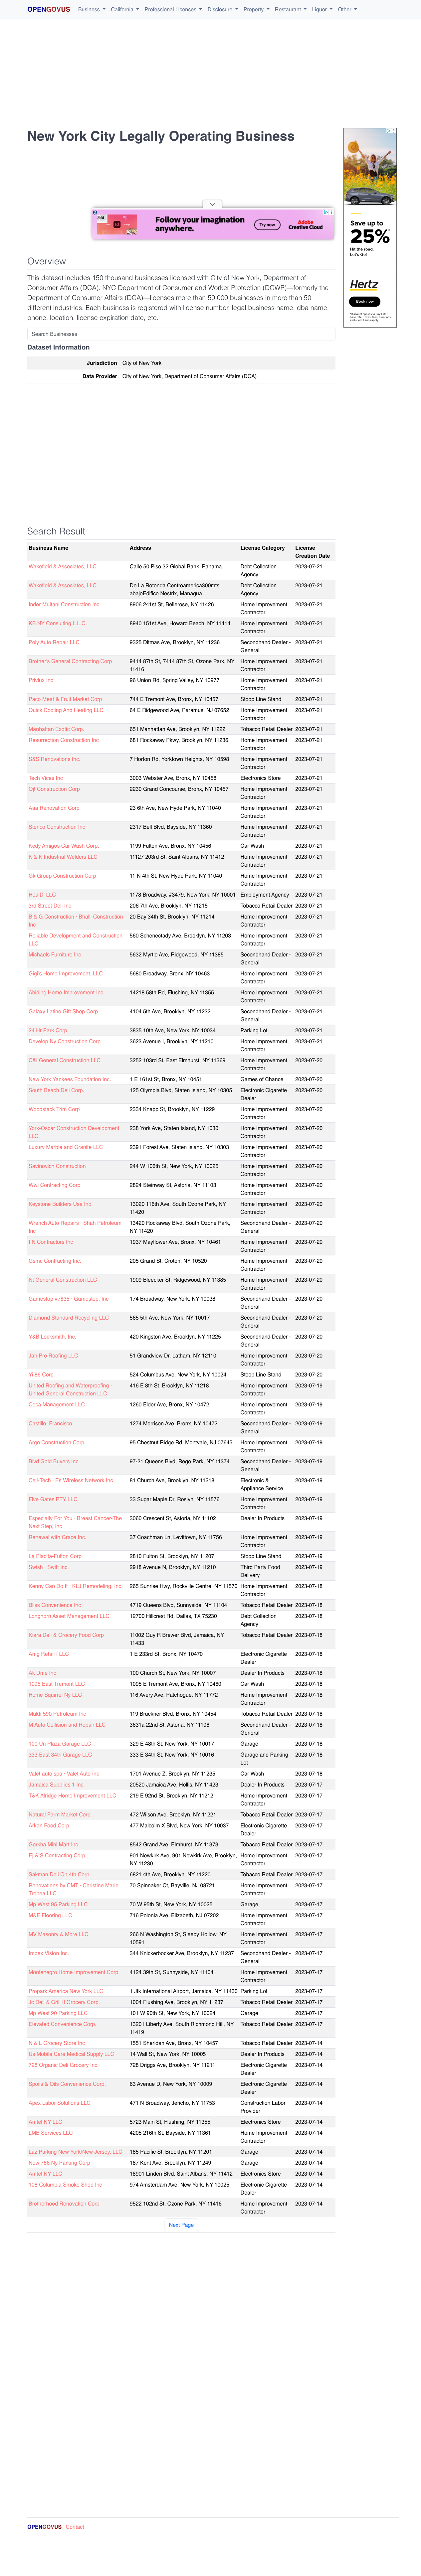 OPENGOVUS Business California Professional Licenses Disclosure Property Restaurant Liquor Other
New York City Legally Operating Business
Follow your imagination anywhere.
Try now
Adobe Creative Cloud
Save up to
25%
Hit the road.
Let's Go!
Hertz
Book now
Overview
This dataset includes 150 thousand businesses licensed with City of New York, Department of
Consumer Affairs (DCA). NYC Department of Consumer and Worker Protection (DCWP)—formerly the
Department of Consumer Affairs (DCA)—licenses more than 59,000 businesses in more than 50
different industries. Each business is registered with license number, legal business name, dba name,
phone, location, license expiration date, etc.
Search Businesses
Dataset Information
Jurisdiction City of New York
Data Provider City of New York, Department of Consumer Affairs (DCA)
Search Result
Business Name Address License Category License Creation Date
Wakefield & Associates, LLC Calle 50 Piso 32 Global Bank, Panama Debt Collection Agency 2023-07-21
Wakefield & Associates, LLC De La Rotonda Centroamerica300mts abajoEdifico Nestrix, Managua Debt Collection Agency 2023-07-21
Inder Multani Construction Inc 8906 241st St, Bellerose, NY 11426 Home Improvement Contractor 2023-07-21
KB NY Consulting L.L.C. 8940 151st Ave, Howard Beach, NY 11414 Home Improvement Contractor 2023-07-21
Poly Auto Repair LLC 9325 Ditmas Ave, Brooklyn, NY 11236 Secondhand Dealer - General 2023-07-21
Brother's General Contracting Corp 9414 87th St, 7414 87th St, Ozone Park, NY 11416 Home Improvement Contractor 2023-07-21
Privlus Inc 96 Union Rd, Spring Valley, NY 10977 Home Improvement Contractor 2023-07-21
Paco Meat & Fruit Market Corp 744 E Tremont Ave, Bronx, NY 10457 Stoop Line Stand 2023-07-21
Quick Cooling And Heating LLC 64 E Ridgewood Ave, Paramus, NJ 07652 Home Improvement Contractor 2023-07-21
Manhattan Exotic Corp. 651 Manhattan Ave, Brooklyn, NY 11222 Tobacco Retail Dealer 2023-07-21
Resurrection Construction Inc 681 Rockaway Pkwy, Brooklyn, NY 11236 Home Improvement Contractor 2023-07-21
S&S Renovations Inc. 7 Horton Rd, Yorktown Heights, NY 10598 Home Improvement Contractor 2023-07-21
Tech Vices Inc 3003 Webster Ave, Bronx, NY 10458 Electronics Store 2023-07-21
Oji Construction Corp 2230 Grand Concourse, Bronx, NY 10457 Home Improvement Contractor 2023-07-21
Aaa Renovation Corp 23 6th Ave, New Hyde Park, NY 11040 Home Improvement Contractor 2023-07-21
Stanco Construction Inc 2317 Bell Blvd, Bayside, NY 11360 Home Improvement Contractor 2023-07-21
Kedy Amigos Car Wash Corp. 1199 Fulton Ave, Bronx, NY 10456 Car Wash 2023-07-21
K & K Industrial Welders LLC 11127 203rd St, Saint Albans, NY 11412 Home Improvement Contractor 2023-07-21
Gk Group Construction Corp 11 N 4th St, New Hyde Park, NY 11040 Home Improvement Contractor 2023-07-21
HealDi LLC 1178 Broadway, #3479, New York, NY 10001 Employment Agency 2023-07-21
3rd Street Deli Inc 206 7th Ave, Brooklyn, NY 11215 Tobacco Retail Dealer 2023-07-21
B & G Construction · Bhalli Construction Inc 20 Bay 34th St, Brooklyn, NY 11214 Home Improvement Contractor 2023-07-21
Reliable Development and Construction LLC 560 Schenectady Ave, Brooklyn, NY 11203 Home Improvement Contractor 2023-07-21
Michaels Furniture Inc 5632 Myrtle Ave, Ridgewood, NY 11385 Secondhand Dealer - General 2023-07-21
Gigi's Home Improvement, LLC 5680 Broadway, Bronx, NY 10463 Home Improvement Contractor 2023-07-21
Abiding Home Improvement Inc 14218 58th Rd, Flushing, NY 11355 Home Improvement Contractor 2023-07-21
Galaxy Latino Gift Shop Corp 4104 5th Ave, Brooklyn, NY 11232 Secondhand Dealer - General 2023-07-21
24 Hr Park Corp 3835 10th Ave, New York, NY 10034 Parking Lot 2023-07-21
Develop Ny Construction Corp 3623 Avenue I, Brooklyn, NY 11210 Home Improvement Contractor 2023-07-21
C&I General Construction LLC 3252 103rd St, East Elmhurst, NY 11369 Home Improvement Contractor 2023-07-20
New York Yankees Foundation Inc. 1 E 161st St, Bronx, NY 10451 Games of Chance 2023-07-20
South Beach Deli Corp. 125 Olympia Blvd, Staten Island, NY 10305 Electronic Cigarette Dealer 2023-07-20
Woodstack Trim Corp 2334 Knapp St, Brooklyn, NY 11229 Home Improvement Contractor 2023-07-20
York-Oscar Construction Development LLC. 238 York Ave, Staten Island, NY 10301 Home Improvement Contractor 2023-07-20
Luxury Marble and Granite LLC 2391 Forest Ave, Staten Island, NY 10303 Home Improvement Contractor 2023-07-20
Savinovich Construction 244 W 106th St, New York, NY 10025 Home Improvement Contractor 2023-07-20
Wwi Contracting Corp 2824 Steinway St, Astoria, NY 11103 Home Improvement Contractor 2023-07-20
Keystone Builders Usa Inc 13020 116th Ave, South Ozone Park, NY 11420 Home Improvement Contractor 2023-07-20
Wrench Auto Repairs · Shah Petroleum Inc. 13420 Rockaway Blvd, South Ozone Park, NY 11420 Secondhand Dealer - General 2023-07-20
I N Contractors Inc 1937 Mayflower Ave, Bronx, NY 10461 Home Improvement Contractor 2023-07-20
Gsmc Contracting Inc. 205 Grand St, Croton, NY 10520 Home Improvement Contractor 2023-07-20
Nt General Construction LLC 1909 Bleecker St, Ridgewood, NY 11385 Home Improvement Contractor 2023-07-20
Gamestop #7835 · Gamestop, Inc. 174 Broadway, New York, NY 10038 Secondhand Dealer - General 2023-07-20
Diamond Standard Recycling LLC 565 5th Ave, New York, NY 10017 Secondhand Dealer - General 2023-07-20
Y&B Locksmith, Inc. 420 Kingston Ave, Brooklyn, NY 11225 Secondhand Dealer - General 2023-07-20
Jah Pro Roofing LLC 51 Grandview Dr, Latham, NY 12110 Home Improvement Contractor 2023-07-20
Yi 86 Corp 524 Columbus Ave, New York, NY 10024 Stoop Line Stand 2023-07-20
United Roofing and Waterproofing · United General Construction LLC 416 E 8th St, Brooklyn, NY 11218 Home Improvement Contractor 2023-07-19
Ceca Management LLC 1260 Elder Ave, Bronx, NY 10472 Home Improvement Contractor 2023-07-19
Castillo, Francisco 1274 Morrison Ave, Bronx, NY 10472 Secondhand Dealer - General 2023-07-19
Argo Construction Corp 95 Chestnut Ridge Rd, Montvale, NJ 07645 Home Improvement Contractor 2023-07-19
Blvd Gold Buyers Inc 97-21 Queens Blvd, Rego Park, NY 11374 Secondhand Dealer - General 2023-07-19
Cell-Tech · Ez Wireless Network Inc 81 Church Ave, Brooklyn, NY 11218 Electronic & Appliance Service 2023-07-19
Five Gates PTY LLC 33 Sugar Maple Dr, Roslyn, NY 11576 Home Improvement Contractor 2023-07-19
Especially For You · Breast Cancer-The Next Step, Inc 3060 Crescent St, Astoria, NY 11102 Dealer In Products 2023-07-19
Renewal with Grace Inc. 37 Coachman Ln, Levittown, NY 11756 Home Improvement Contractor 2023-07-19
La Placita-Fulton Corp 2810 Fulton St, Brooklyn, NY 11207 Stoop Line Stand 2023-07-19
Swish · Swiff Inc. 2918 Avenue N, Brooklyn, NY 11210 Third Party Food Delivery 2023-07-19
Kenny Can Do It · KLJ Remodeling, Inc. 265 Sunrise Hwy, Rockville Centre, NY 11570 Home Improvement Contractor 2023-07-18
Bliss Convenience Inc 4719 Queens Blvd, Sunnyside, NY 11104 Tobacco Retail Dealer 2023-07-18
Longhorn Asset Management LLC 12700 Hillcrest Rd, Dallas, TX 75230 Debt Collection Agency 2023-07-18
Kiara Deli & Grocery Food Corp 11002 Guy R Brewer Blvd, Jamaica, NY 11433 Tobacco Retail Dealer 2023-07-18
Amg Retail I LLC 1 E 233rd St, Bronx, NY 10470 Electronic Cigarette Dealer 2023-07-18
Ak Dme Inc 100 Church St, New York, NY 10007 Dealer In Products 2023-07-18
1095 East Tremont LLC 1095 E Tremont Ave, Bronx, NY 10460 Car Wash 2023-07-18
Home Squirrel Ny LLC 116 Avery Ave, Patchogue, NY 11772 Home Improvement Contractor 2023-07-18
Mukti 590 Petroleum Inc 119 Bruckner Blvd, Bronx, NY 10454 Tobacco Retail Dealer 2023-07-18
M Auto Collision and Repair LLC 3631a 22nd St, Astoria, NY 11106 Secondhand Dealer - General 2023-07-18
100 Un Plaza Garage LLC 329 E 48th St, New York, NY 10017 Garage 2023-07-18
333 East 34th Garage LLC 333 E 34th St, New York, NY 10016 Garage and Parking Lot 2023-07-18
Valet auto spa · Valet Auto Inc 1701 Avenue Z, Brooklyn, NY 11235 Car Wash 2023-07-18
Jamaica Supplies 1 Inc. 20520 Jamaica Ave, Hollis, NY 11423 Dealer In Products 2023-07-17
T&K Alridge Home Improvement LLC 219 E 92nd St, Brooklyn, NY 11212 Home Improvement Contractor 2023-07-17
Natural Farm Market Corp. 472 Wilson Ave, Brooklyn, NY 11221 Tobacco Retail Dealer 2023-07-17
Arkan Food Corp 477 Malcolm X Blvd, New York, NY 10037 Electronic Cigarette Dealer 2023-07-17
Gorkha Mini Mart Inc 8542 Grand Ave, Elmhurst, NY 11373 Tobacco Retail Dealer 2023-07-17
Ej & S Contracting Corp 901 Newkirk Ave, 901 Newkirk Ave, Brooklyn, NY 11230 Home Improvement Contractor 2023-07-17
Sakman Deli On 4th Corp. 6821 4th Ave, Brooklyn, NY 11220 Tobacco Retail Dealer 2023-07-17
Renovations by CMT · Christine Marie Tropea LLC 70 Spinnaker Ct, Bayville, NJ 08721 Home Improvement Contractor 2023-07-17
Mp West 95 Parking LLC 70 W 95th St, New York, NY 10025 Garage 2023-07-17
M&E Flouring LLC 716 Polonia Ave, Elizabeth, NJ 07202 Home Improvement Contractor 2023-07-17
MV Masonry & More LLC 266 N Washington St, Sleepy Hollow, NY 10591 Home Improvement Contractor 2023-07-17
Impex Vision Inc. 344 Knickerbocker Ave, Brooklyn, NY 11237 Secondhand Dealer - General 2023-07-17
Montenegro Home Improvement Corp 4124 39th St, Sunnyside, NY 11104 Home Improvement Contractor 2023-07-17
Propark America New York LLC 1 Jfk International Airport, Jamaica, NY 11430 Parking Lot 2023-07-17
Jc Deli & Grill II Grocery Corp. 1004 Flushing Ave, Brooklyn, NY 11237 Tobacco Retail Dealer 2023-07-17
Mp West 90 Parking LLC 101 W 90th St, New York, NY 10024 Garage 2023-07-17
Elevated Convenience Corp. 13201 Liberty Ave, South Richmond Hill, NY 11419 Tobacco Retail Dealer 2023-07-17
N & L Grocery Store Inc 1551 Sheridan Ave, Bronx, NY 10457 Tobacco Retail Dealer 2023-07-14
Us Mobile Care Medical Supply LLC 14 Wall St, New York, NY 10005 Dealer In Products 2023-07-14
728 Organic Deli Grocery Inc. 728 Driggs Ave, Brooklyn, NY 11211 Electronic Cigarette Dealer 2023-07-14
Spoils & Oils Convenience Corp. 63 Avenue D, New York, NY 10009 Electronic Cigarette Dealer 2023-07-14
Apex Labor Solutions LLC 471 N Broadway, Jericho, NY 11753 Construction Labor Provider 2023-07-14
Amtel NY LLC 5723 Main St, Flushing, NY 11355 Electronics Store 2023-07-14
LMB Services LLC 4205 216th St, Bayside, NY 11361 Home Improvement Contractor 2023-07-14
Laz Parking New York/New Jersey, LLC 185 Pacific St, Brooklyn, NY 11201 Garage 2023-07-14
New 786 Ny Parking Corp 187 Kent Ave, Brooklyn, NY 11249 Garage 2023-07-14
Amtel NY LLC 18901 Linden Blvd, Saint Albans, NY 11412 Electronics Store 2023-07-14
108 Columbia Smoke Shop Inc 974 Amsterdam Ave, New York, NY 10025 Electronic Cigarette Dealer 2023-07-14
Brotherhood Renovation Corp 9522 102nd St, Ozone Park, NY 11416 Home Improvement Contractor 2023-07-14
Next Page
OPENGOVUS Contact